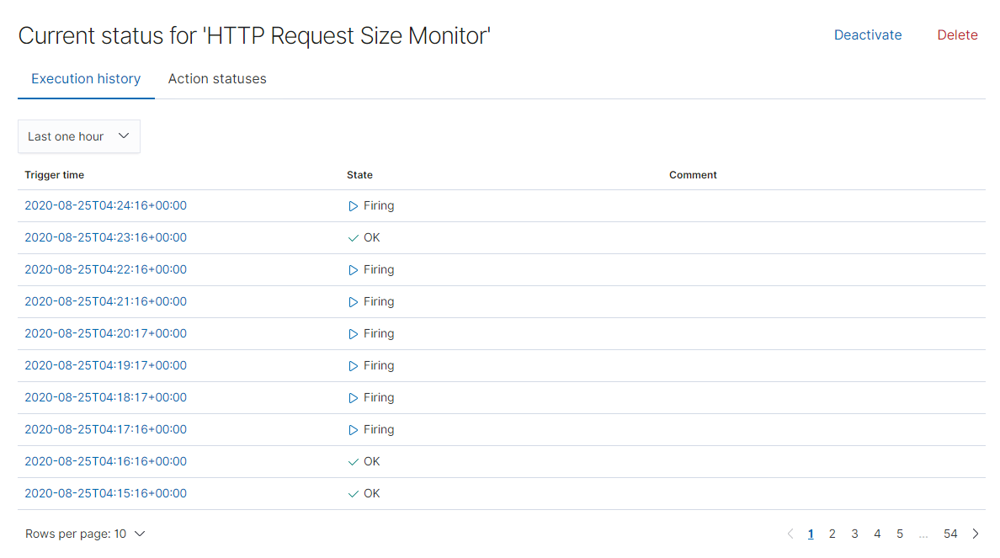 Current status for 'HTTP Request Size Monitor'
Deactivate Delete
Execution history Action statuses
Last one hour
Trigger time State Comment
2020-08-25T04:24:16+00:00 Firing
2020-08-25T04:23:16+00:00 OK
2020-08-25T04:22:16+00:00 Firing
2020-08-25T04:21:16+00:00 Firing
2020-08-25T04:20:17+00:00 Firing
2020-08-25T04:19:17+00:00 Firing
2020-08-25T04:18:17+00:00 Firing
2020-08-25T04:17:16+00:00 Firing
2020-08-25T04:16:16+00:00 OK
2020-08-25T04:15:16+00:00 OK
Rows per page: 10 1 2 3 4 5 ... 54